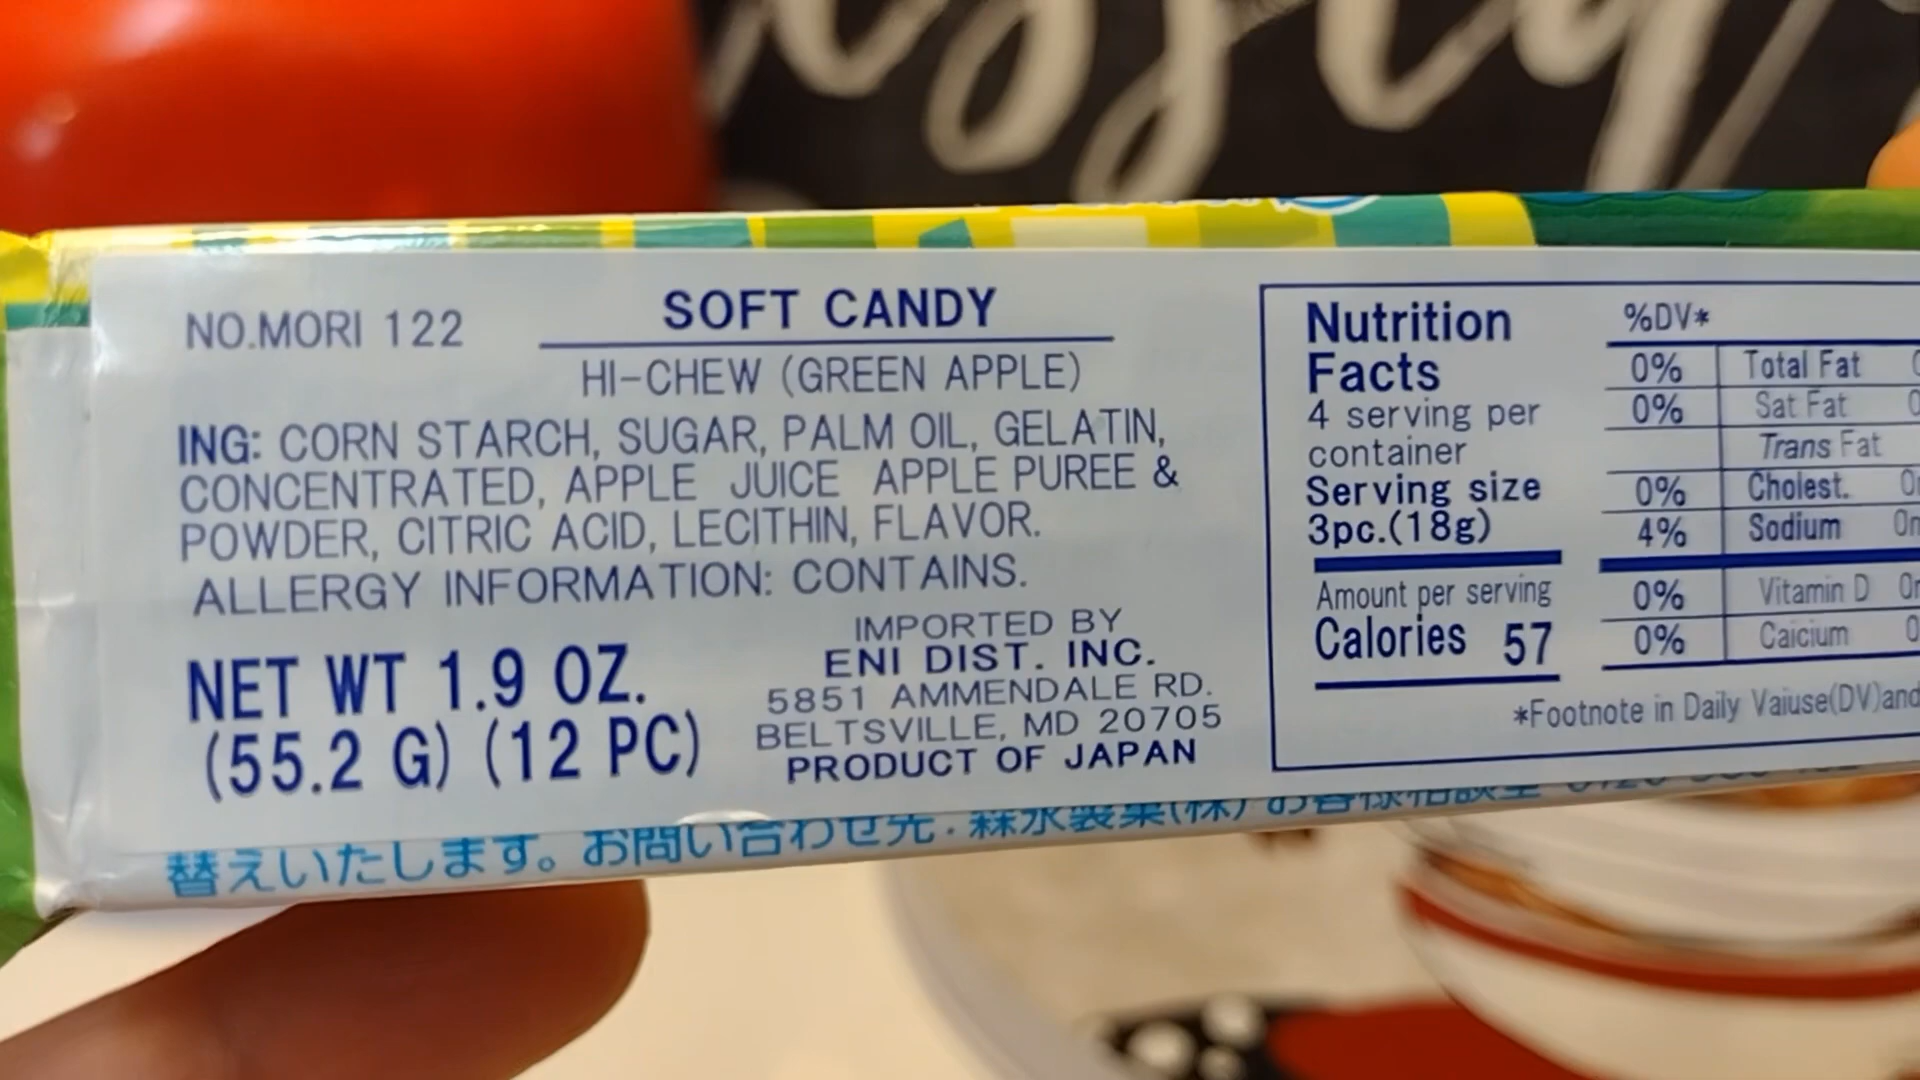 NO.MORI 122
SOFT CANDY
HI-CHEW (GREEN APPLE)
ING: CORN STARCH, SUGAR, PALM OIL, GELATIN,
CONCENTRATED, APPLE JUICE APPLE PUREE &
POWDER, CITRIC ACID, LECITHIN, FLAVOR.
ALLERGY INFORMATION: CONTAINS.
NET WT 1.9 OZ.
(55.2 G) (12 PC)
IMPORTED BY
ENI DIST. INC.
5851 AMMENDALE RD.
BELTSVILLE, MD 20705
PRODUCT OF JAPAN
Nutrition
Facts
4 serving per
container
Serving size
3pc.(18g)
Amount per serving
Calories 57
%DV*
0% Total Fat
0% Sat Fat
Trans Fat
0% Cholest.
4% Sodium
0% Vitamin D
0% Caicium
*Footnote in Daily Vaiuse(DV)and
替えいたします。お問い合わせ先・森永製菓(株)お客様相談室